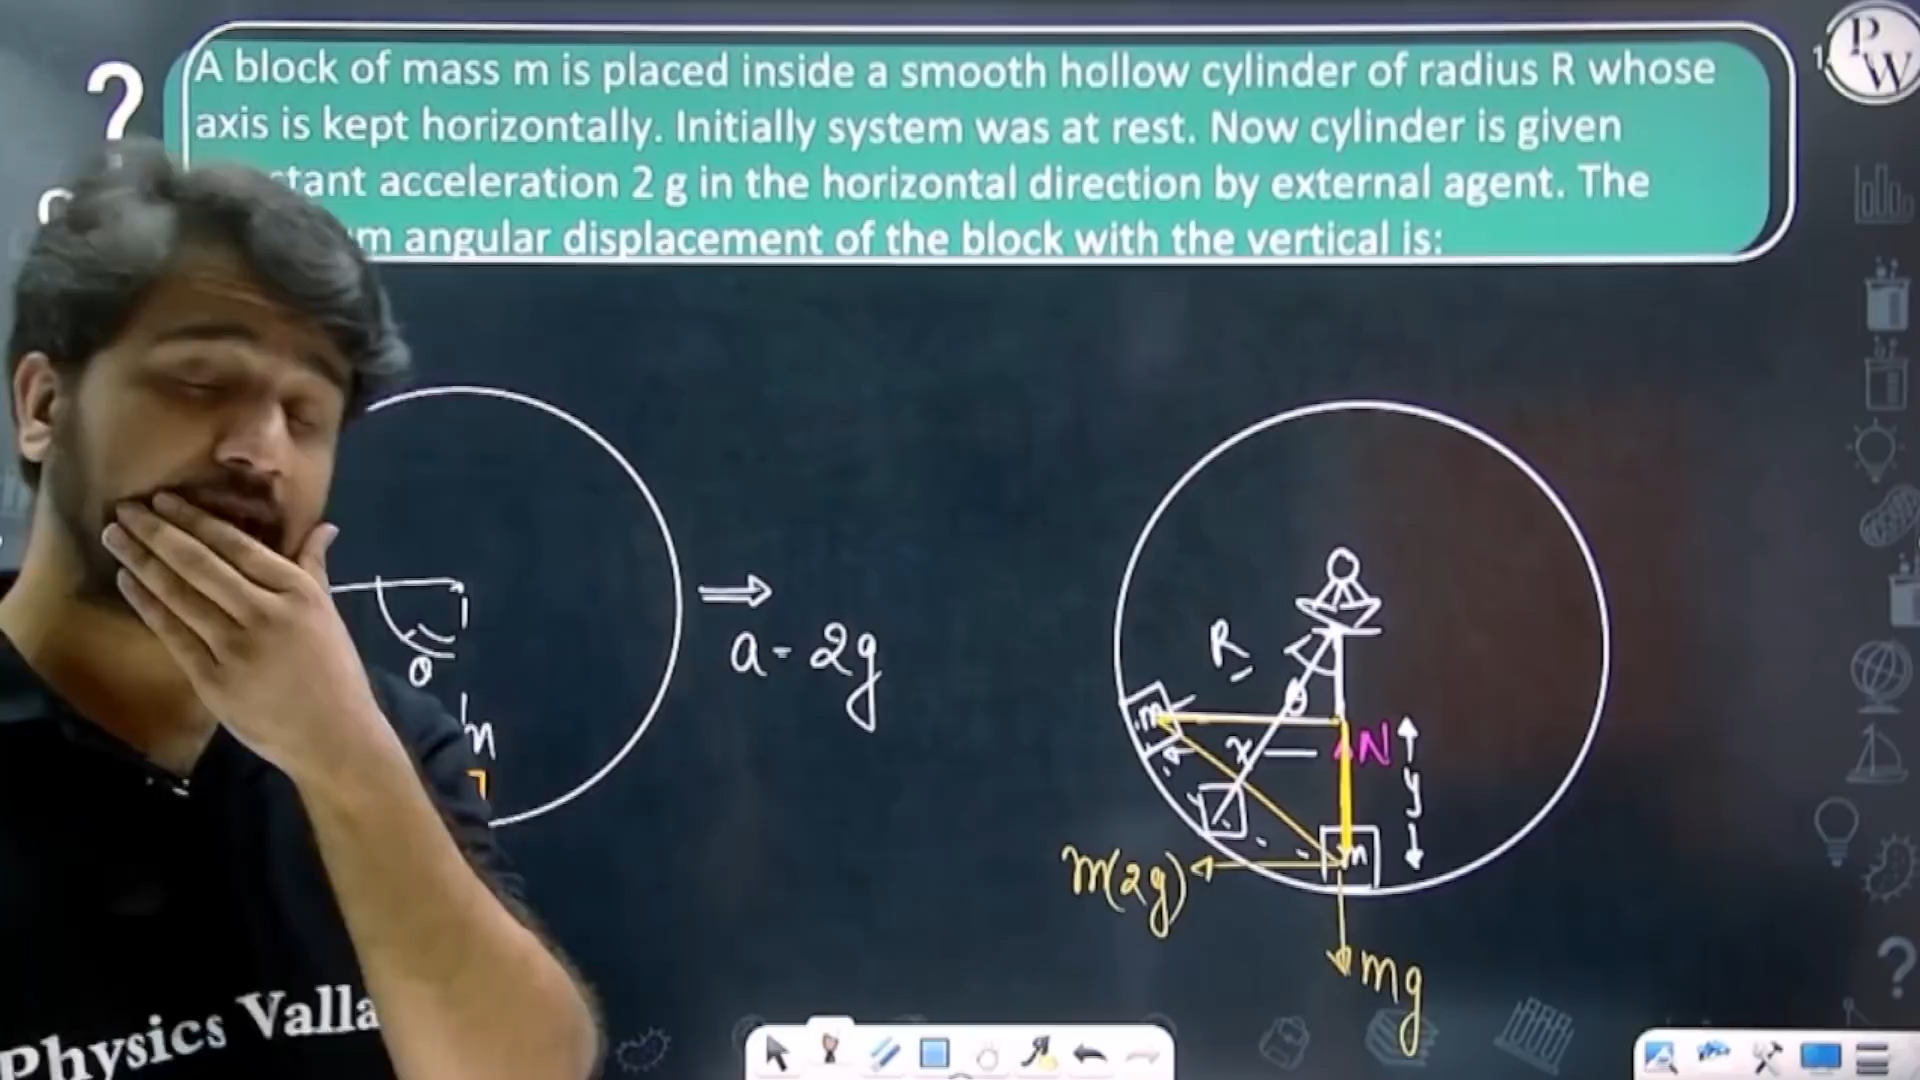 ?
A block of mass m is placed inside a smooth hollow cylinder of radius R whose
axis is kept horizontally. Initially system was at rest. Now cylinder is given
acceleration 2 g in the horizontal direction by external agent. The
angular displacement of the block with the vertical is:
P
W
θ
m
a = 2g
R
θ
m
x
N
y
m
m(2g)
mg
?
Physics